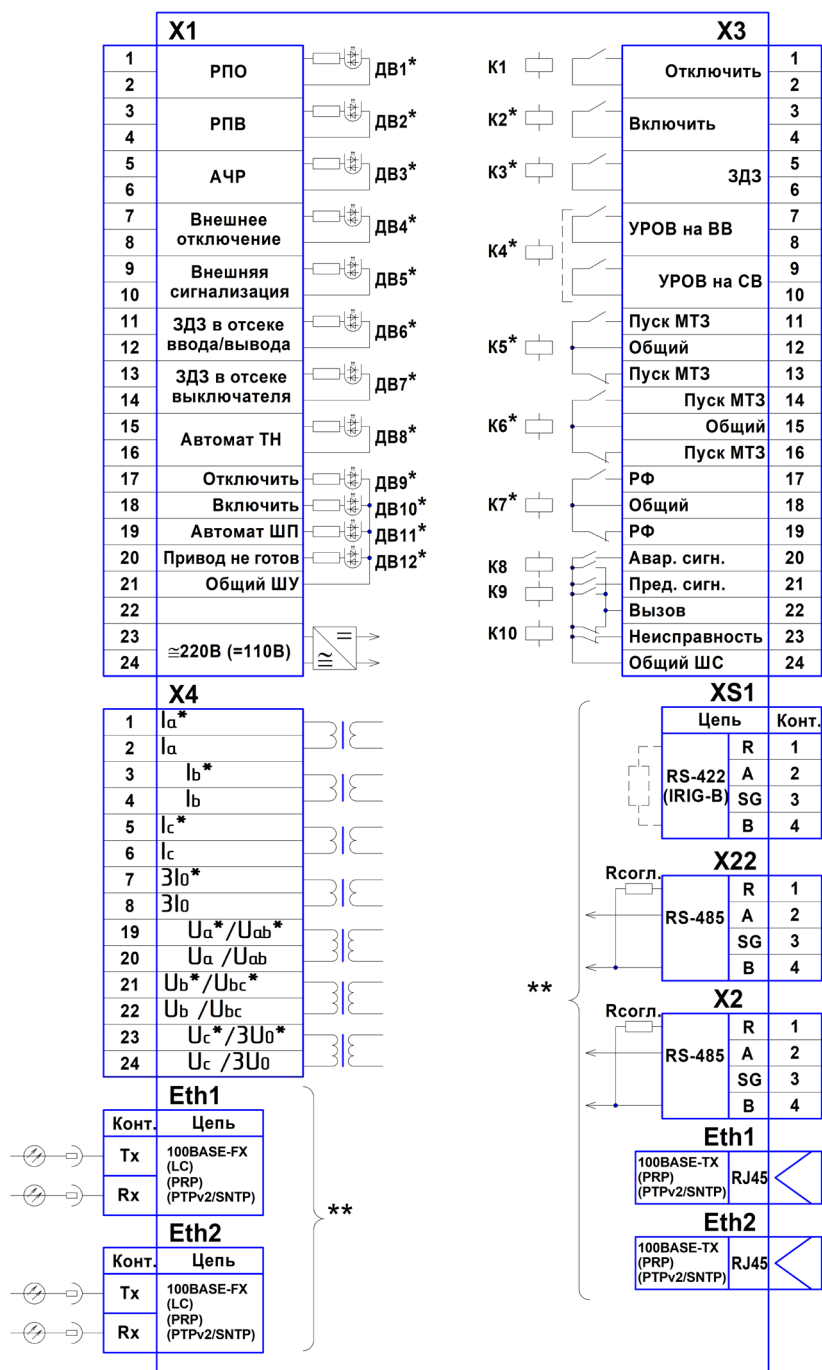 X1
1
РПО
ДВ1*
2
3
РПВ
ДВ2*
4
5
АЧР
ДВ3*
6
7
Внешнее
отключение
ДВ4*
8
9
Внешняя
сигнализация
ДВ5*
10
11
ЗДЗ в отсеке
ввода/вывода
ДВ6*
12
13
ЗДЗ в отсеке
выключателя
ДВ7*
14
15
Автомат ТН
ДВ8*
16
17 Отключить ДВ9*
18 Включить ДВ10*
19 Автомат ШП ДВ11*
20 Привод не готов ДВ12*
21 Общий ШУ
22
23
≅220В (=110В)
= ≅
24
X3
К1
Отключить
1
2
К2*
Включить
3
4
К3*
ЗДЗ
5
6
К4*
УРОВ на ВВ
7
8
УРОВ на СВ
9
10
К5*
Пуск МТЗ 11
Общий 12
Пуск МТЗ 13
К6*
Пуск МТЗ 14
Общий 15
Пуск МТЗ 16
К7*
РФ 17
Общий 18
РФ 19
К8
Авар. сигн. 20
К9
Пред. сигн. 21
Вызов 22
К10
Неисправность 23
Общий ШС 24
X4
1 Ia*
2 Ia
3 Ib*
4 Ib
5 Ic*
6 Ic
7 3I0*
8 3I0
19 Ua*/Uab*
20 Ua /Uab
21 Ub*/Ubc*
22 Ub /Ubc
23 Uc*/3U0*
24 Uc /3U0
Eth1
Конт. Цепь
Tx
Rx
100BASE-FX
(LC)
(PRP)
(PTPv2/SNTP)
Eth2
Конт. Цепь
Tx
Rx
100BASE-FX
(LC)
(PRP)
(PTPv2/SNTP)
**
**
XS1
Цепь Конт.
RS-422
(IRIG-B)
R 1
A 2
SG 3
B 4
X22
Rсогл.
RS-485
R 1
A 2
SG 3
B 4
X2
Rсогл.
RS-485
R 1
A 2
SG 3
B 4
Eth1
100BASE-TX
(PRP)
(PTPv2/SNTP)
RJ45
Eth2
100BASE-TX
(PRP)
(PTPv2/SNTP)
RJ45